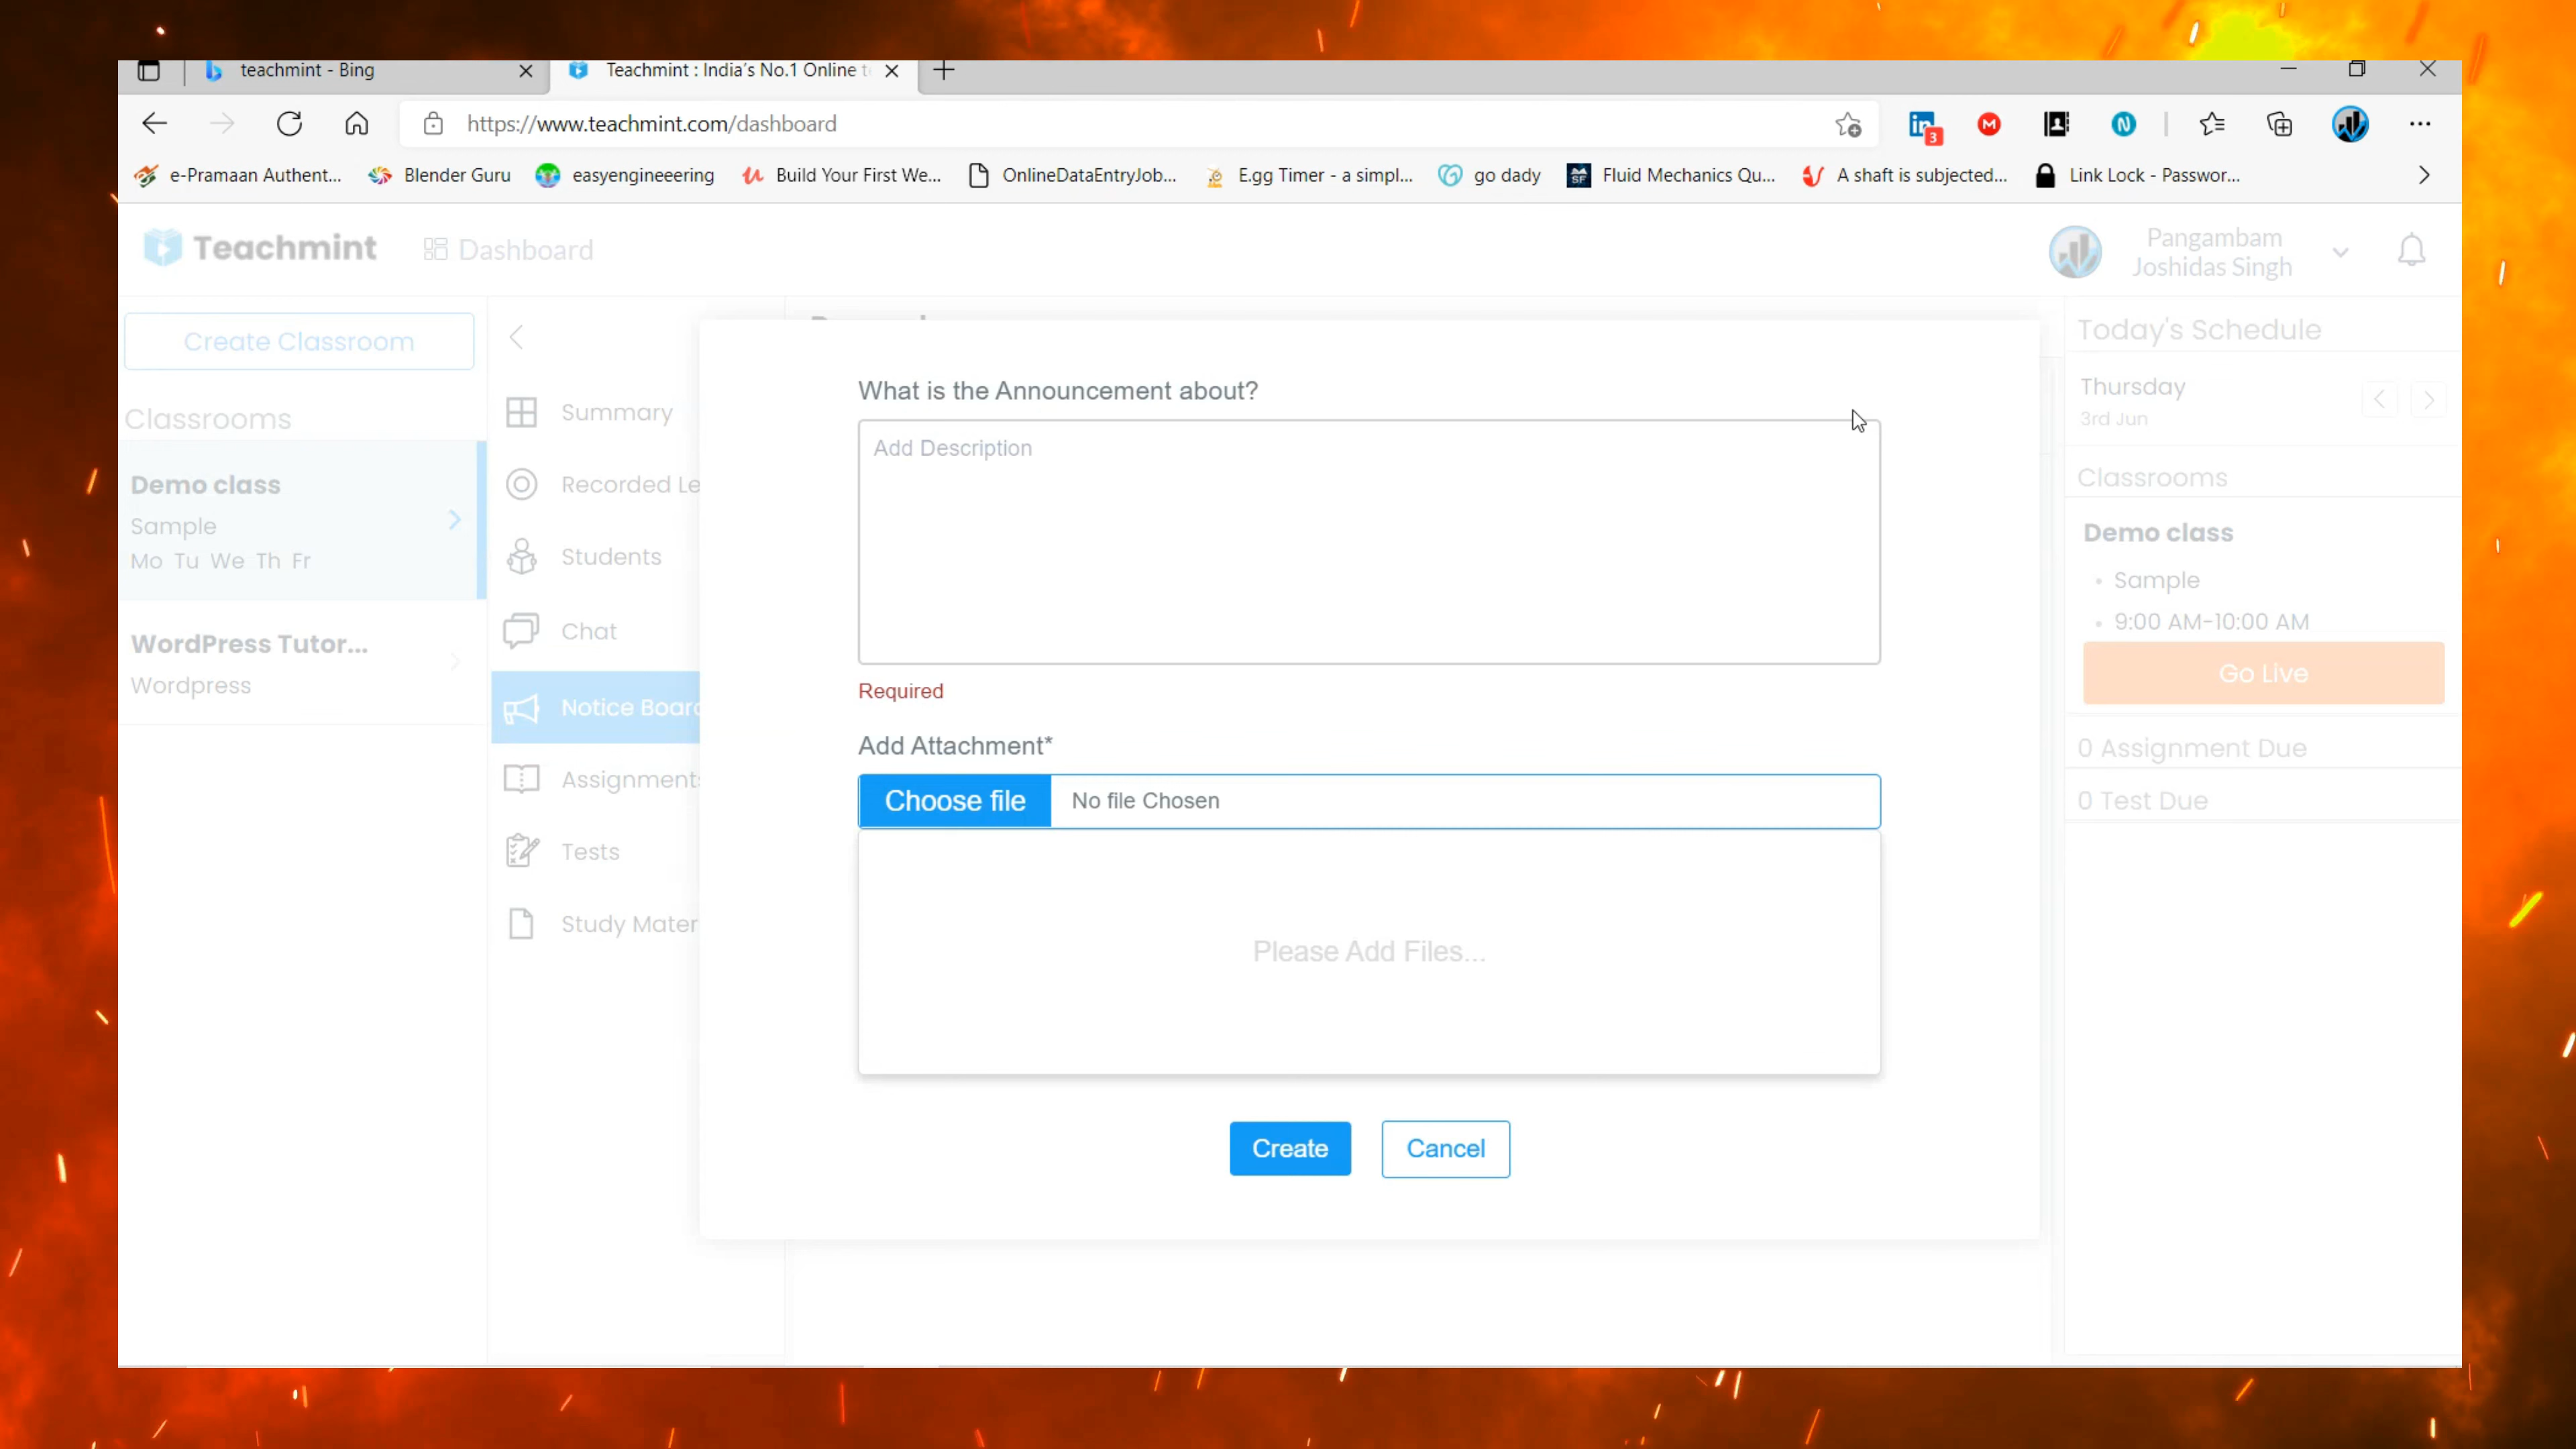 teachmint - Bing
Teachmint : India's No.1 Online t
https://www.teachmint.com/dashboard
3
e-Pramaan Authent...
Blender Guru
easyengineeering
Build Your First We...
OnlineDataEntryJob...
E.gg Timer - a simpl...
go dady
Fluid Mechanics Qu...
A shaft is subjected...
Link Lock - Passwor...
Teachmint
Dashboard
Pangambam
Joshidas Singh
Create Classroom
Classrooms
Demo class
Sample
Mo Tu We Th Fr
WordPress Tutor...
Wordpress
Summary
Recorded Le
Students
Chat
Notice Board
Assignments
Tests
Study Mater
What is the Announcement about?
Add Description
Required
Add Attachment*
Choose file
No file Chosen
Please Add Files...
Create
Cancel
Today's Schedule
Thursday
3rd Jun
Classrooms
Demo class
• Sample
• 9:00 AM-10:00 AM
Go Live
0 Assignment Due
0 Test Due